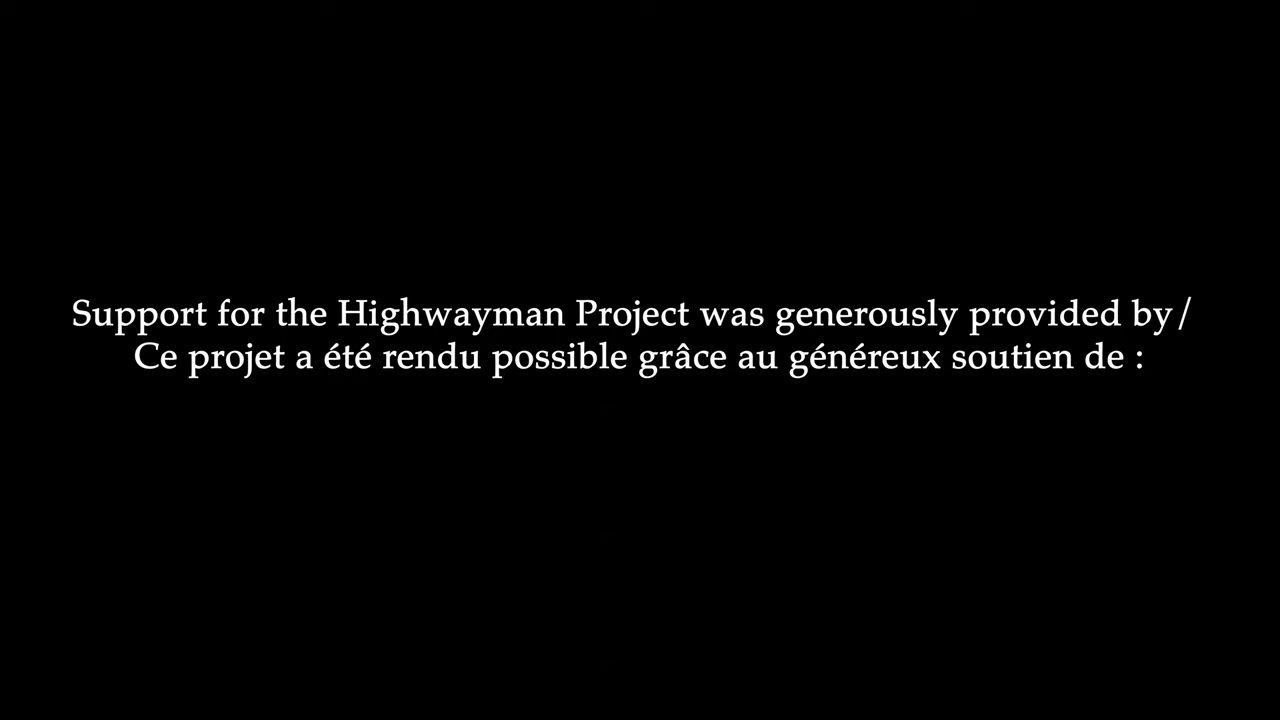 Support for the Highwayman Project was generously provided by/
Ce projet a été rendu possible grâce au généreux soutien de :